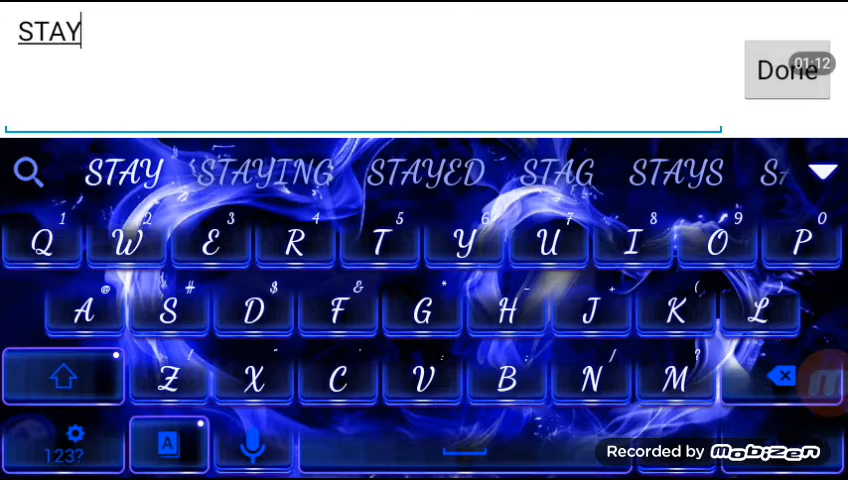 STAY
Done
01:12
STAY STAYING STAYED STAG STAYS
1 2 3 4 5 6 7 8 9 0
Q W E R T Y U I O P
@ # $ & * - + ( )
A S D F G H J K L
! " ' : ; / ?
Z X C V B N M
123? A
Recorded by Mobizen